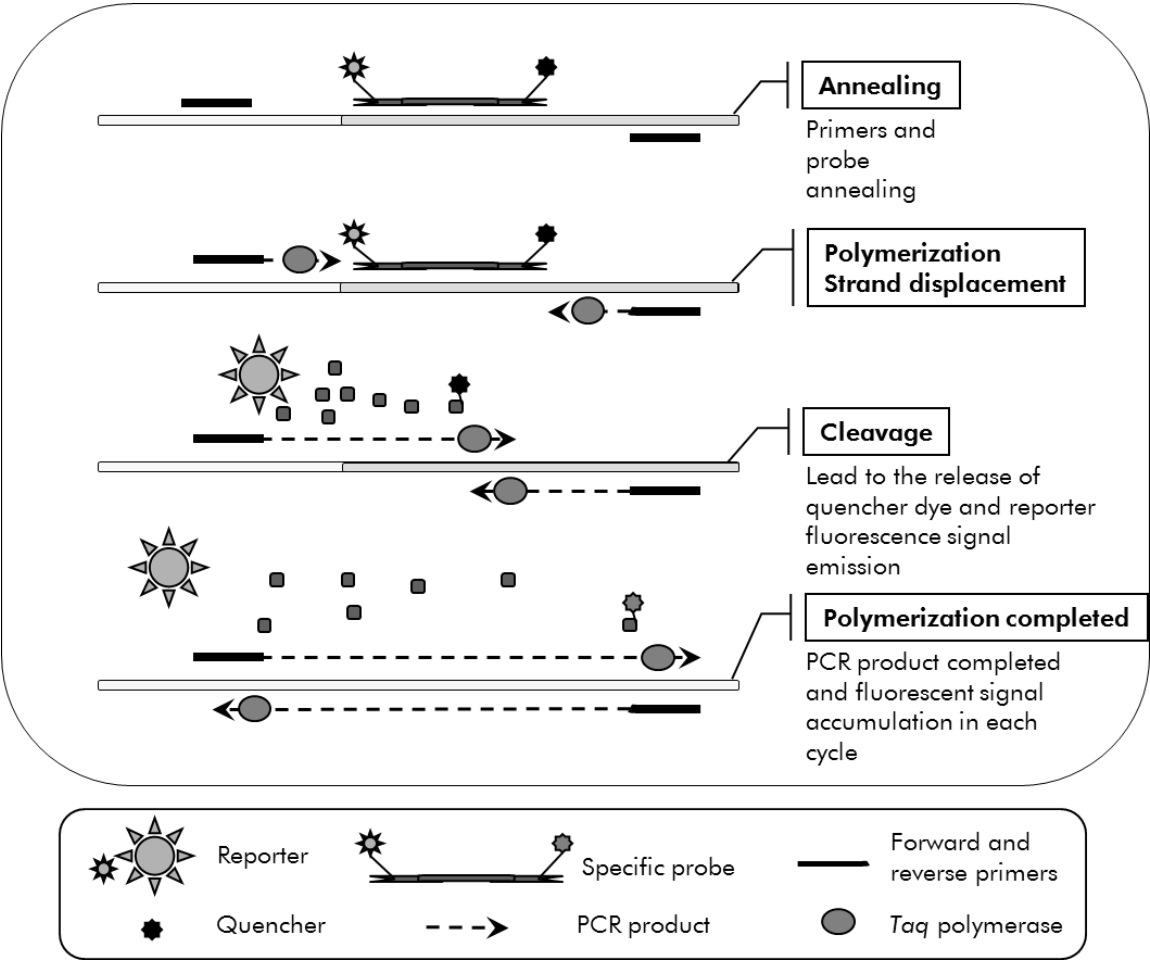 Annealing
Primers and
probe
annealing
Polymerization
Strand displacement
Cleavage
Lead to the release of
quencher dye and reporter
fluorescence signal
emission
Polymerization completed
PCR product completed
and fluorescent signal
accumulation in each
cycle
Reporter
Specific probe
Forward and
reverse primers
Quencher
PCR product
Taq polymerase